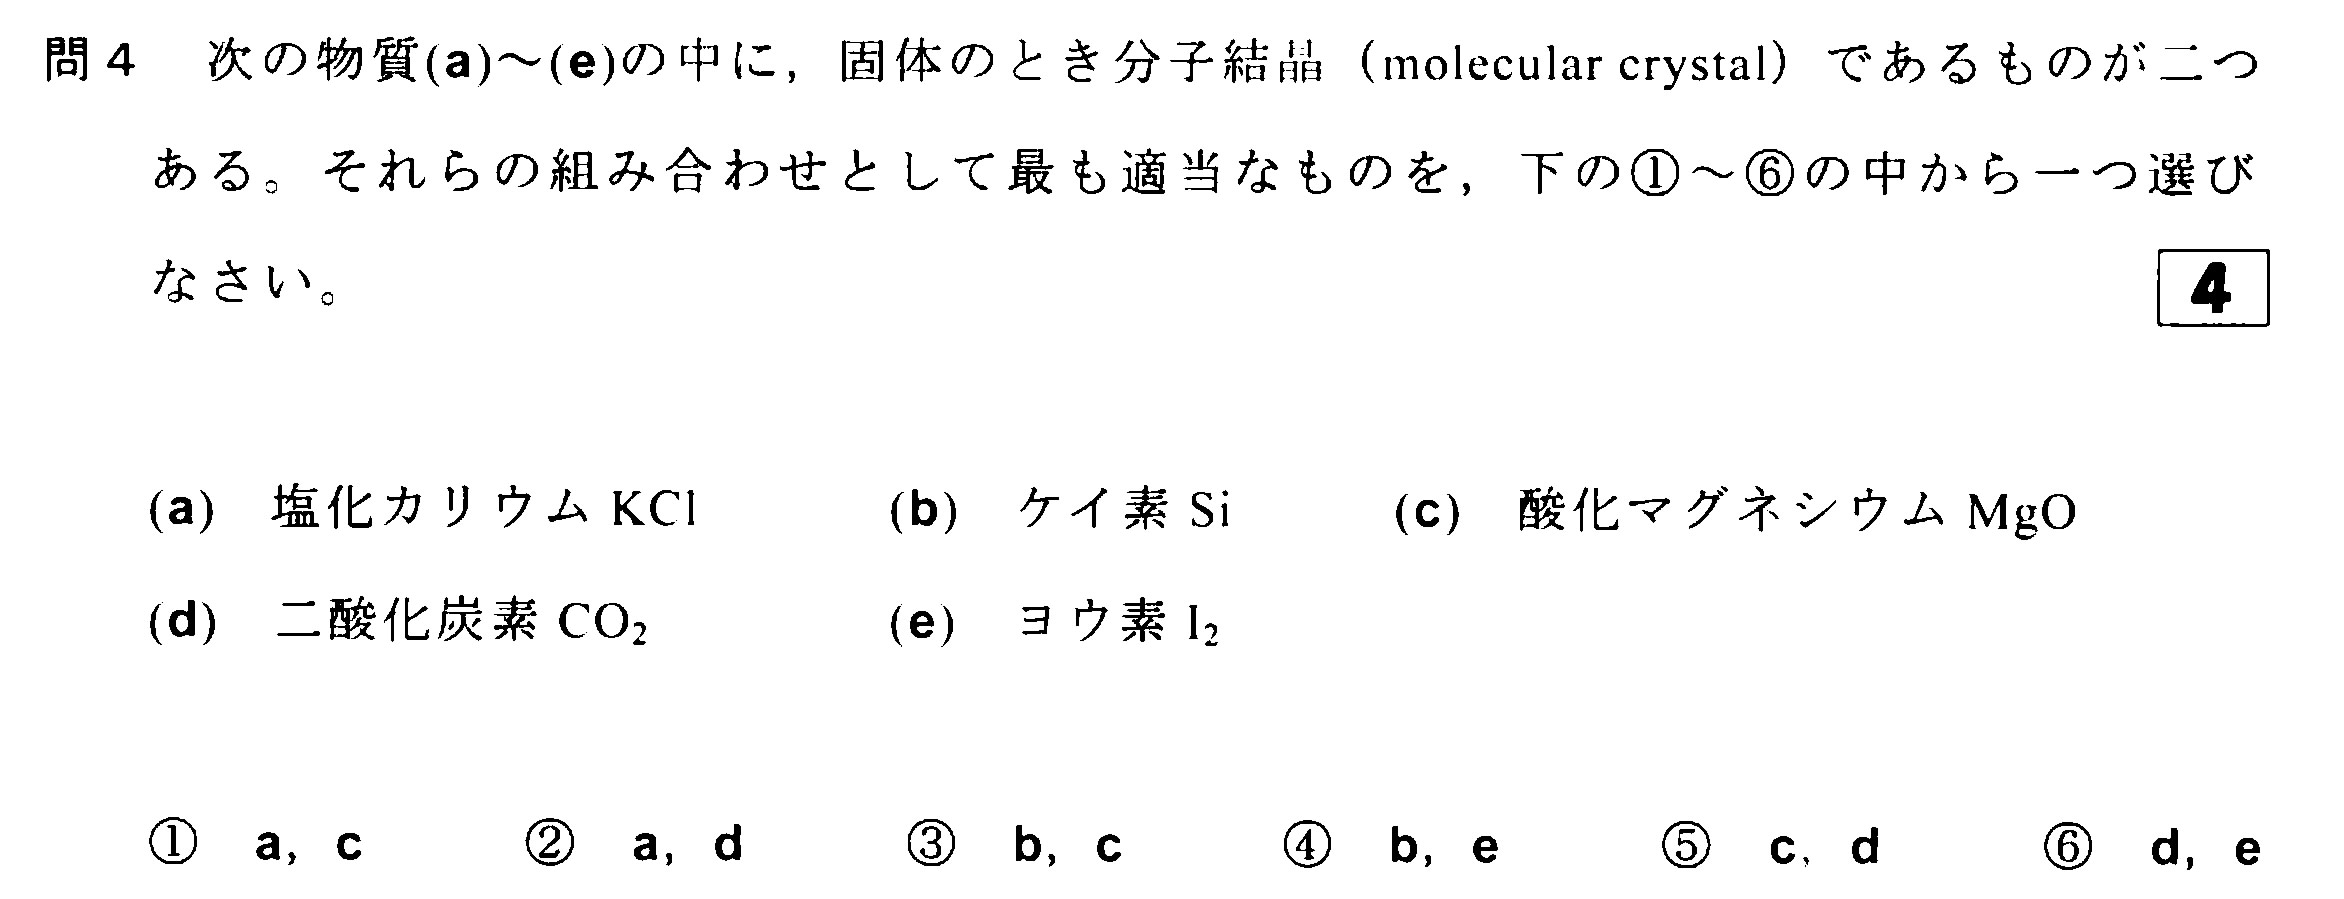 問4 次の物質(a)～(e)の中に，固体のとき分子結晶（molecular crystal）であるものが二つ
ある。それらの組み合わせとして最も適当なものを，下の①～⑥の中から一つ選び
なさい。
4
(a) 塩化カリウム KCl (b) ケイ素 Si (c) 酸化マグネシウム MgO
(d) 二酸化炭素 CO₂ (e) ヨウ素 I₂
① a, c ② a, d ③ b, c ④ b, e ⑤ c, d ⑥ d, e